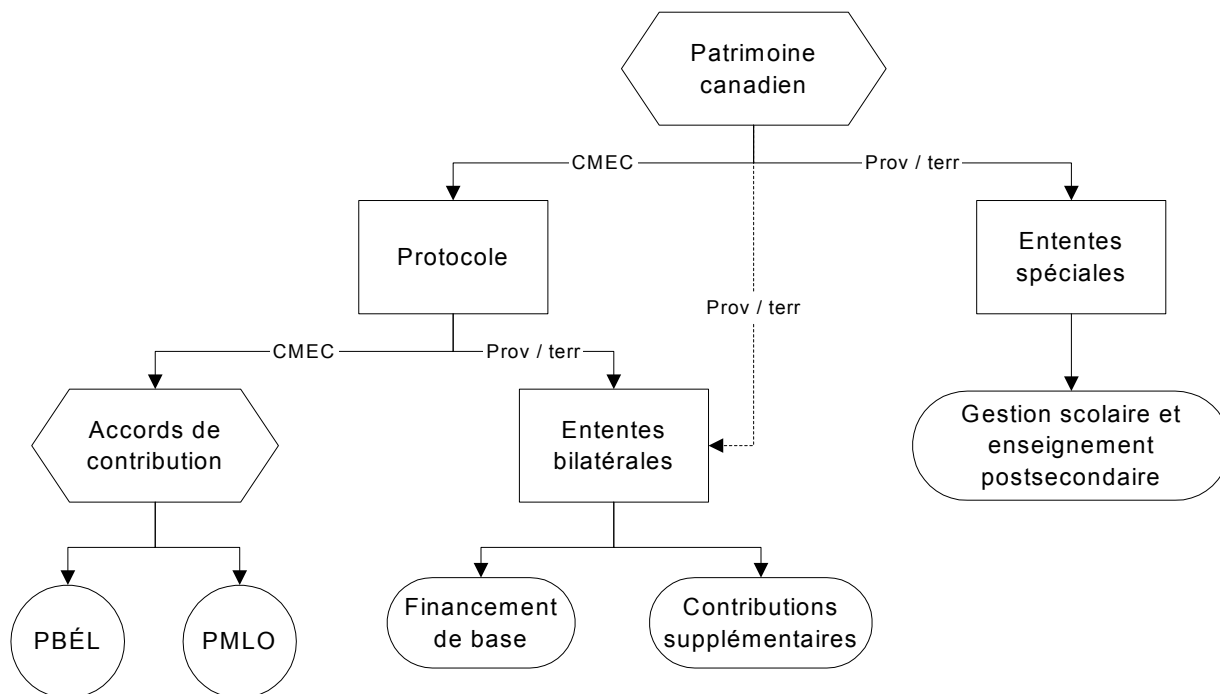 Patrimoine
canadien
CMEC
Prov / terr
Protocole
Ententes
spéciales
Prov / terr
CMEC
Prov / terr
Accords de
contribution
Ententes
bilatérales
Gestion scolaire et
enseignement
postsecondaire
PBÉL
PMLO
Financement
de base
Contributions
supplémentaires